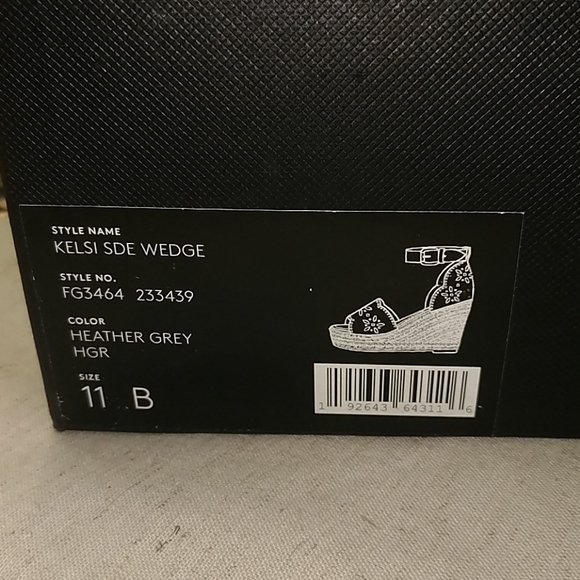 STYLE NAME
KELSI SDE WEDGE
STYLE NO.
FG3464 233439
COLOR
HEATHER GREY
HGR
SIZE
11 B
1 92643 64311 6